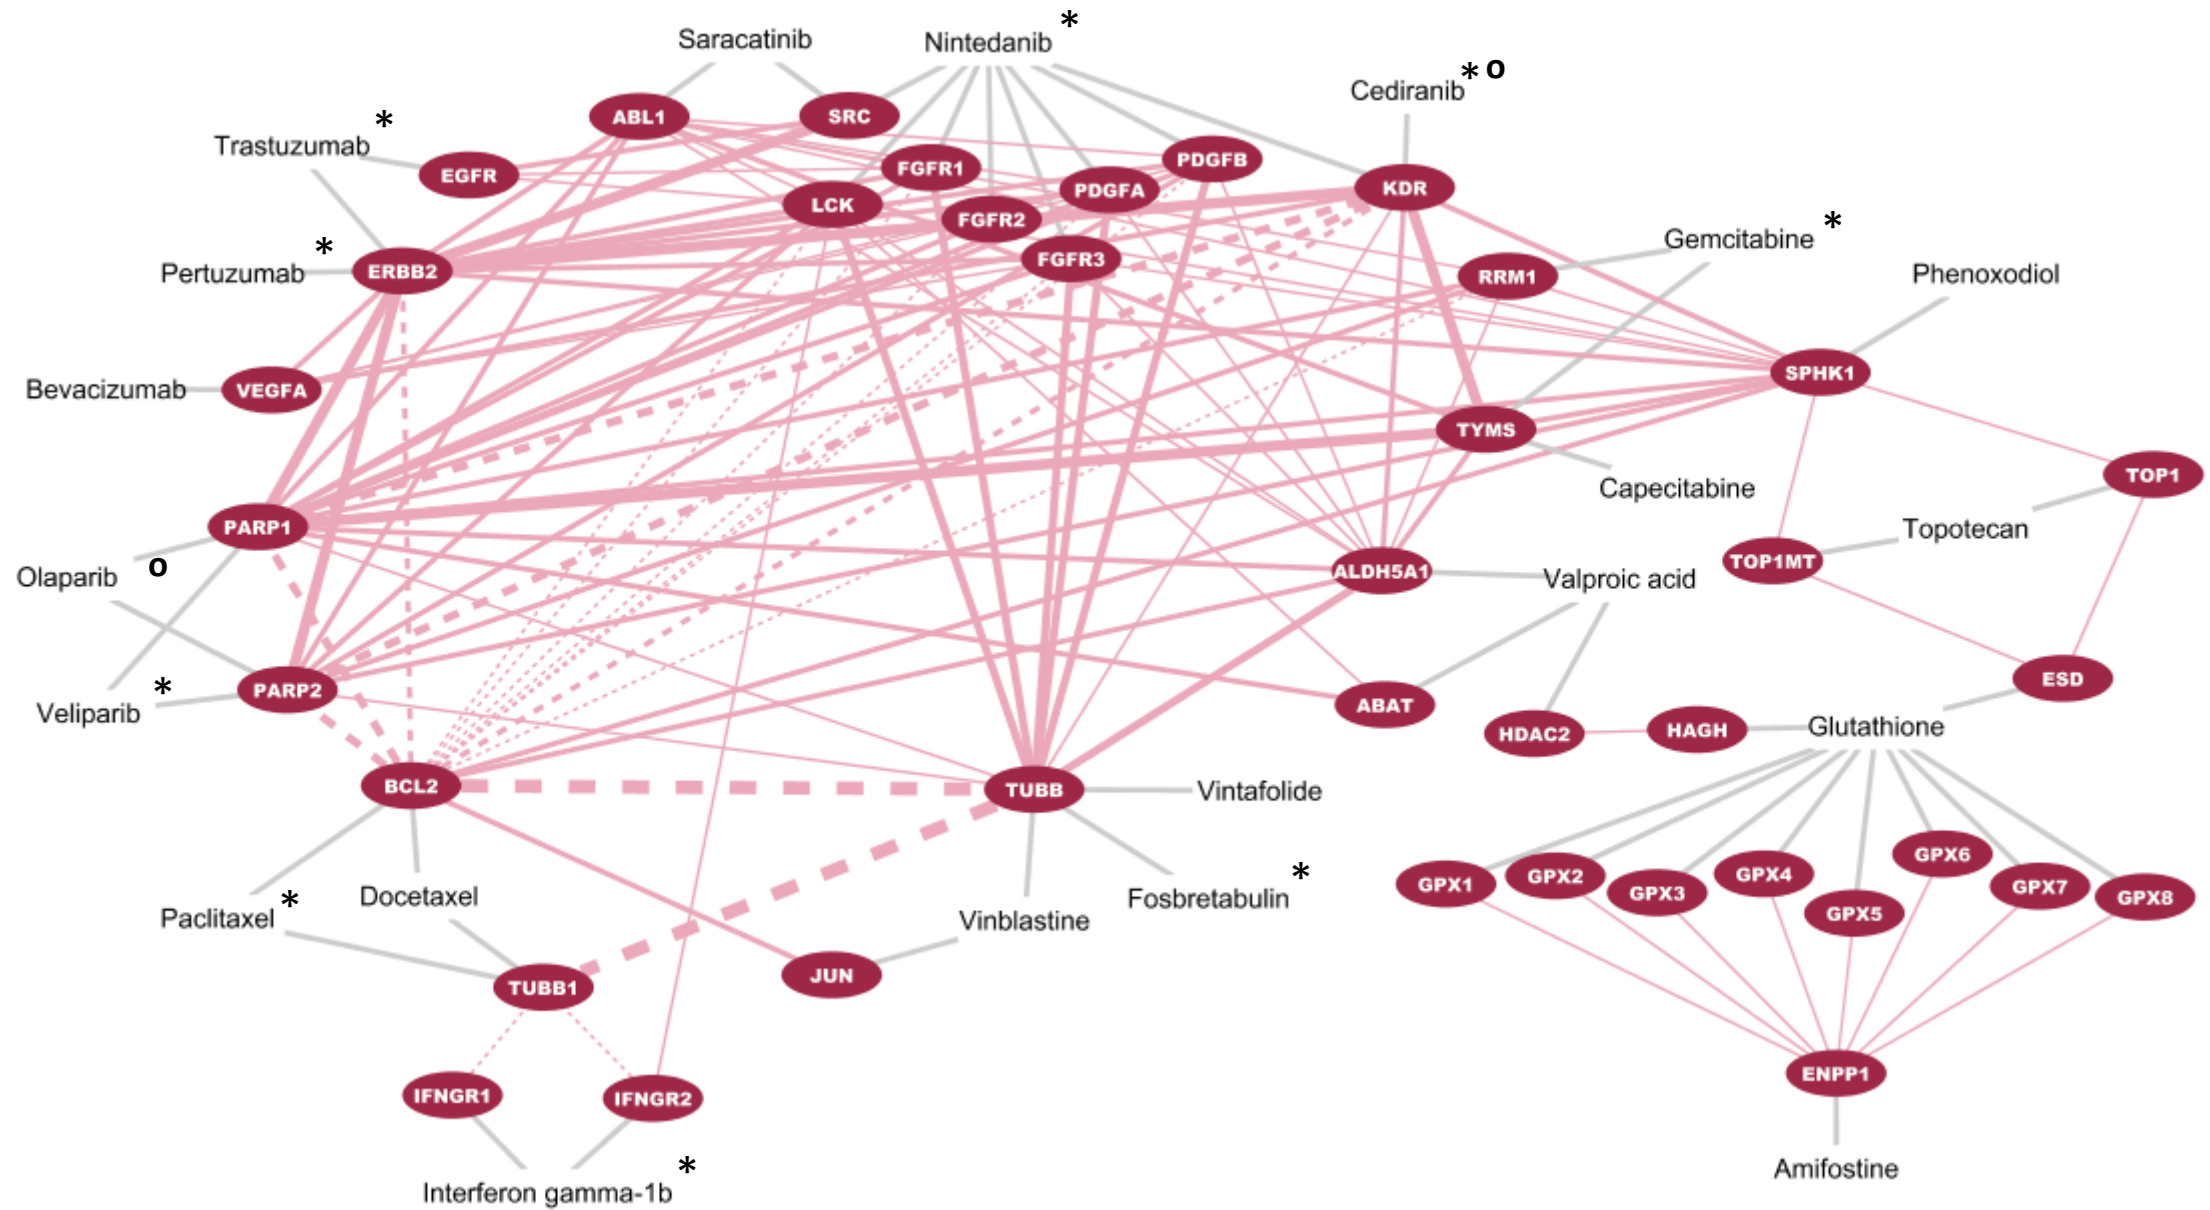 Saracatinib
Nintedanib *
Cediranib * o
Trastuzumab *
ABL1
SRC
EGFR
FGFR1
PDGFB
PDGFA
KDR
LCK
FGFR2
Gemcitabine *
Pertuzumab *
ERBB2
FGFR3
RRM1
Phenoxodiol
Bevacizumab
VEGFA
SPHK1
TYMS
Capecitabine
TOP1
PARP1
Topotecan
Olaparib o
ALDH5A1
Valproic acid
TOP1MT
Veliparib *
PARP2
ABAT
HDAC2
HAGH
Glutathione
ESD
BCL2
TUBB
Vintafolide
Paclitaxel *
Docetaxel
Vinblastine
Fosbretabulin *
GPX1
GPX2
GPX3
GPX4
GPX5
GPX6
GPX7
GPX8
TUBB1
JUN
IFNGR1
IFNGR2
ENPP1
Interferon gamma-1b *
Amifostine